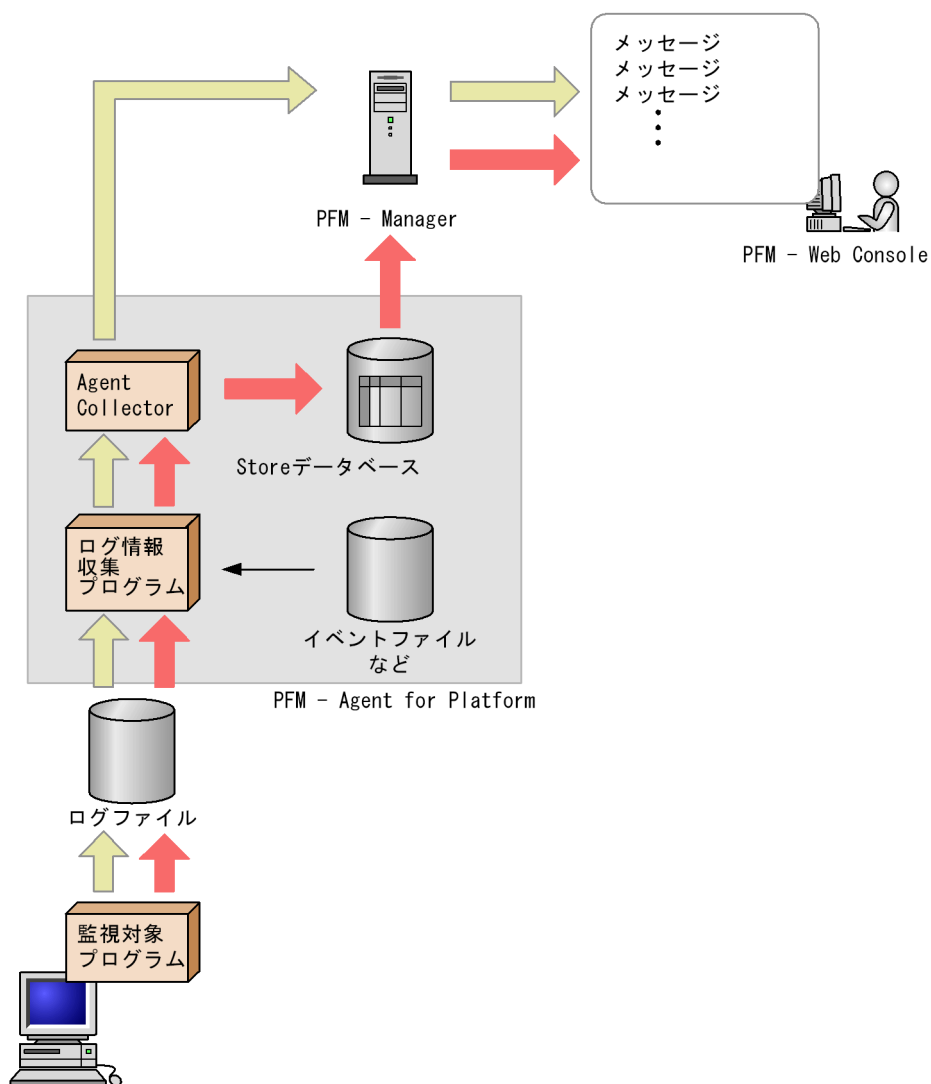 メッセージ
メッセージ
メッセージ
PFM - Manager
PFM - Web Console
Agent
Collector
Storeデータベース
ログ情報
収集
プログラム
イベントファイル
など
PFM - Agent for Platform
ログファイル
監視対象
プログラム